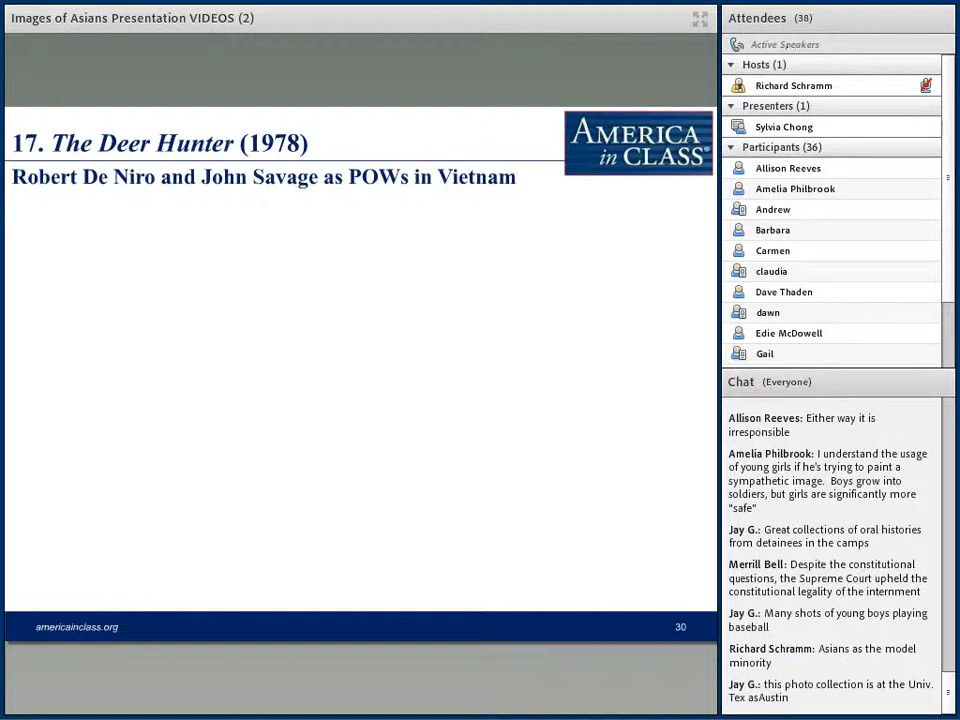 Images of Asians Presentation VIDEOS (2)
17. The Deer Hunter (1978)
Robert De Niro and John Savage as POWs in Vietnam
AMERICA
in CLASS®
americainclass.org
30
Attendees (38)
Active Speakers
Hosts (1)
Richard Schramm
Presenters (1)
Sylvia Chong
Participants (36)
Allison Reeves
Amelia Philbrook
Andrew
Barbara
Carmen
claudia
Dave Thaden
dawn
Edie McDowell
Gail
Chat (Everyone)
Allison Reeves: Either way it is
irresponsible
Amelia Philbrook: I understand the usage
of young girls if he's trying to paint a
sympathetic image. Boys grow into
soldiers, but girls are significantly more
"safe"
Jay G.: Great collections of oral histories
from detainees in the camps
Merrill Bell: Despite the constitutional
questions, the Supreme Court upheld the
constitutional legality of the internment
Jay G.: Many shots of young boys playing
baseball
Richard Schramm: Asians as the model
minority
Jay G.: this photo collection is at the Univ.
Tex asAustin